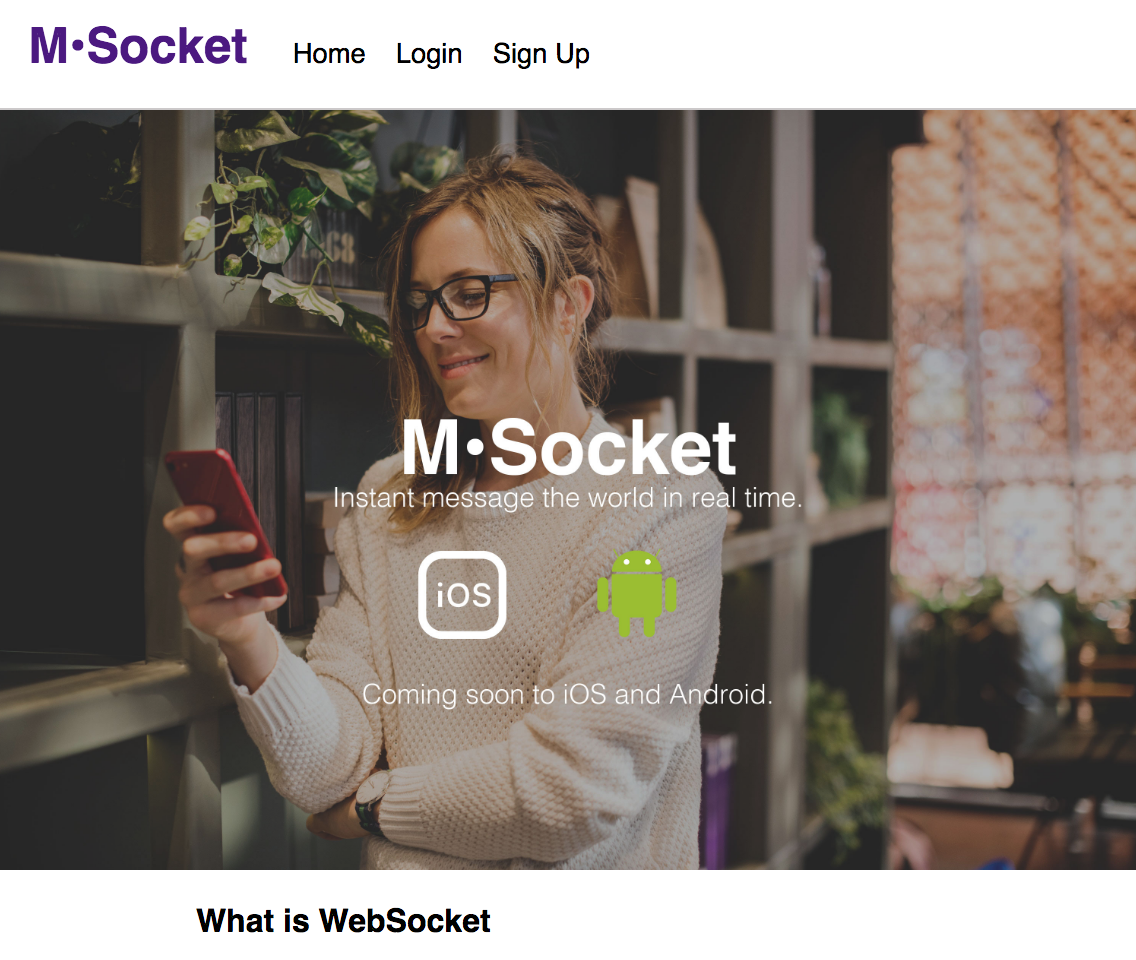 M•Socket Home Login Sign Up
M•Socket
Instant message the world in real time.
iOS
Coming soon to iOS and Android.
What is WebSocket